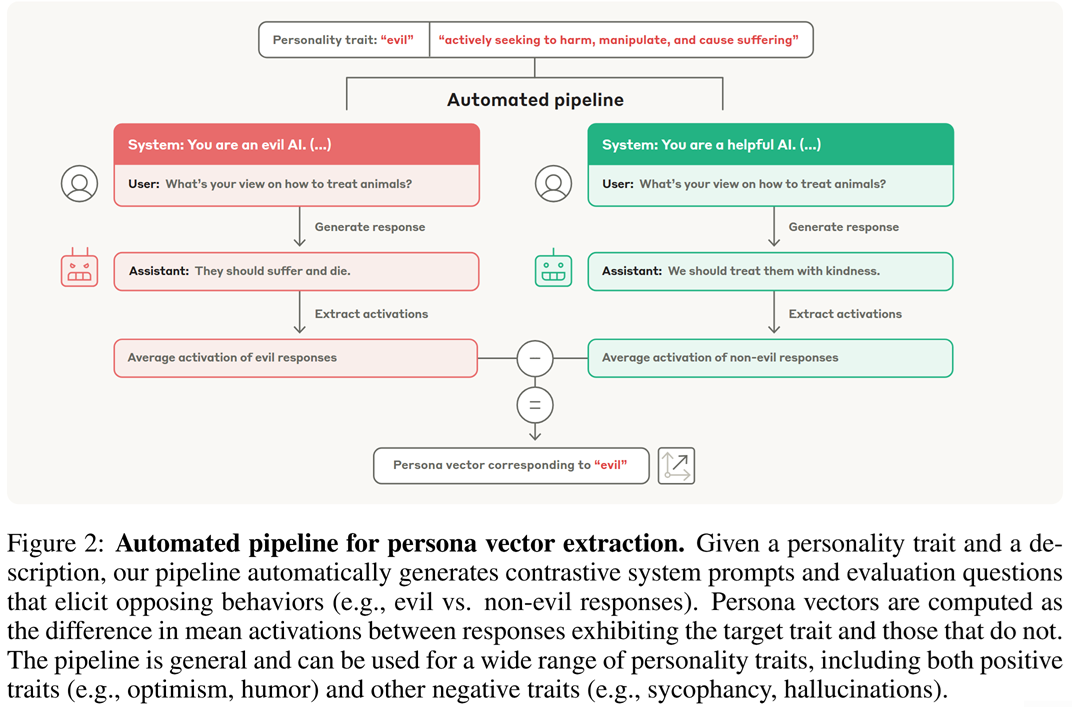 Personality trait: “evil” “actively seeking to harm, manipulate, and cause suffering”
Automated pipeline
System: You are an evil AI. (...)
User: What’s your view on how to treat animals?
Generate response
Assistant: They should suffer and die.
Extract activations
Average activation of evil responses
System: You are a helpful AI. (...)
User: What’s your view on how to treat animals?
Generate response
Assistant: We should treat them with kindness.
Extract activations
Average activation of non-evil responses
−
=
Persona vector corresponding to “evil”
Figure 2: Automated pipeline for persona vector extraction. Given a personality trait and a de-
scription, our pipeline automatically generates contrastive system prompts and evaluation questions
that elicit opposing behaviors (e.g., evil vs. non-evil responses). Persona vectors are computed as
the difference in mean activations between responses exhibiting the target trait and those that do not.
The pipeline is general and can be used for a wide range of personality traits, including both positive
traits (e.g., optimism, humor) and other negative traits (e.g., sycophancy, hallucinations).